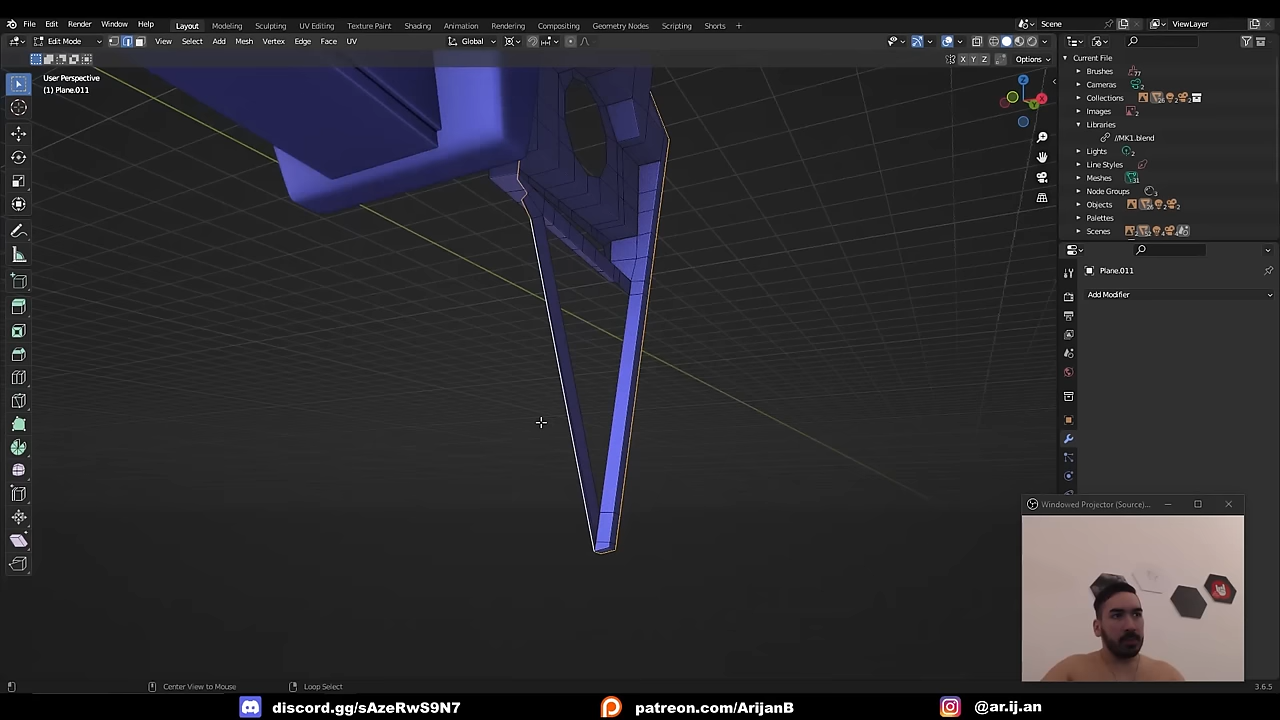 File Edit Render Window Help Layout Modeling Sculpting UV Editing Texture Paint Shading Animation Rendering Compositing Geometry Nodes Scripting Shorts + Scene ViewLayer
Edit Mode View Select Add Mesh Vertex Edge Face UV Global
X Y Z Options
User Perspective
(1) Plane.011
Current File
Brushes
Cameras
Collections
Images
Libraries
//MK1.blend
Lights
Line Styles
Meshes
Node Groups
Objects
Palettes
Scenes
Plane.011
Add Modifier
Windowed Projector (Source)...
Center View to Mouse Loop Select 3.6.5
discord.gg/sAzeRwS9N7 patreon.com/ArijanB @ar.ij.an